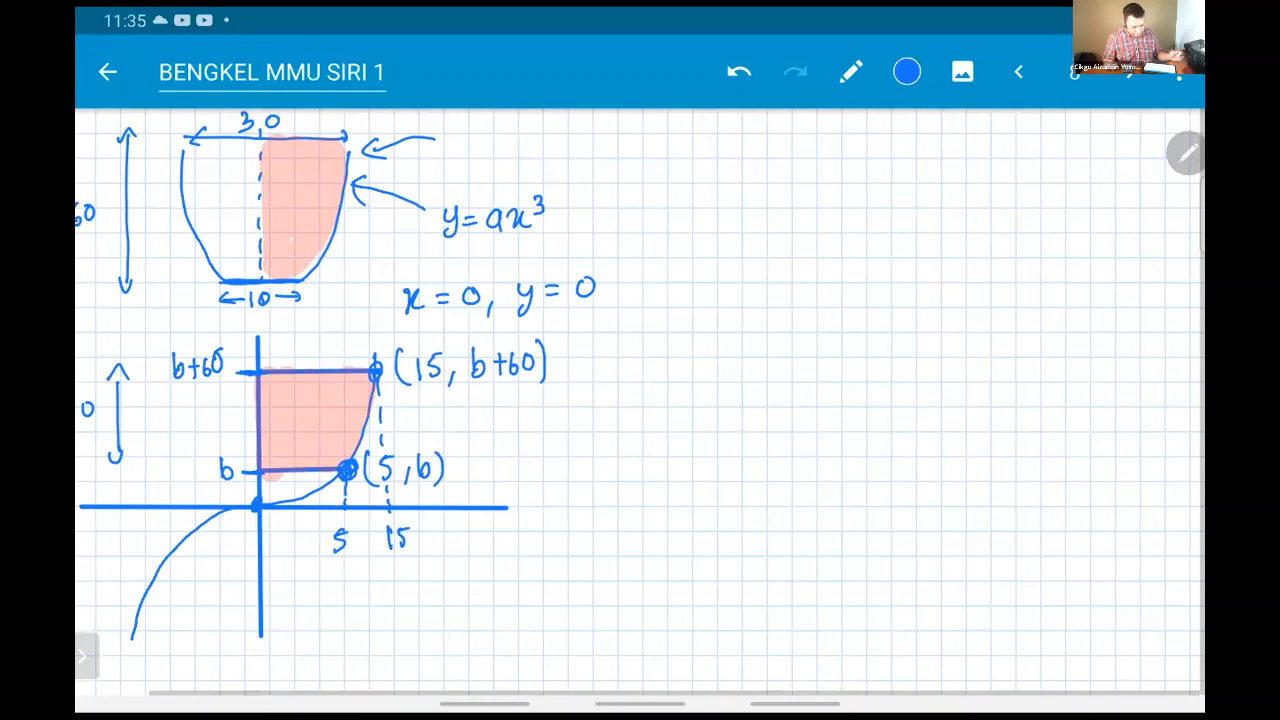 11:35
BENGKEL MMU SIRI 1
30
60
y = ax³
10
x = 0, y = 0
b+60
(15, b+60)
0
b
(5, b)
5
15